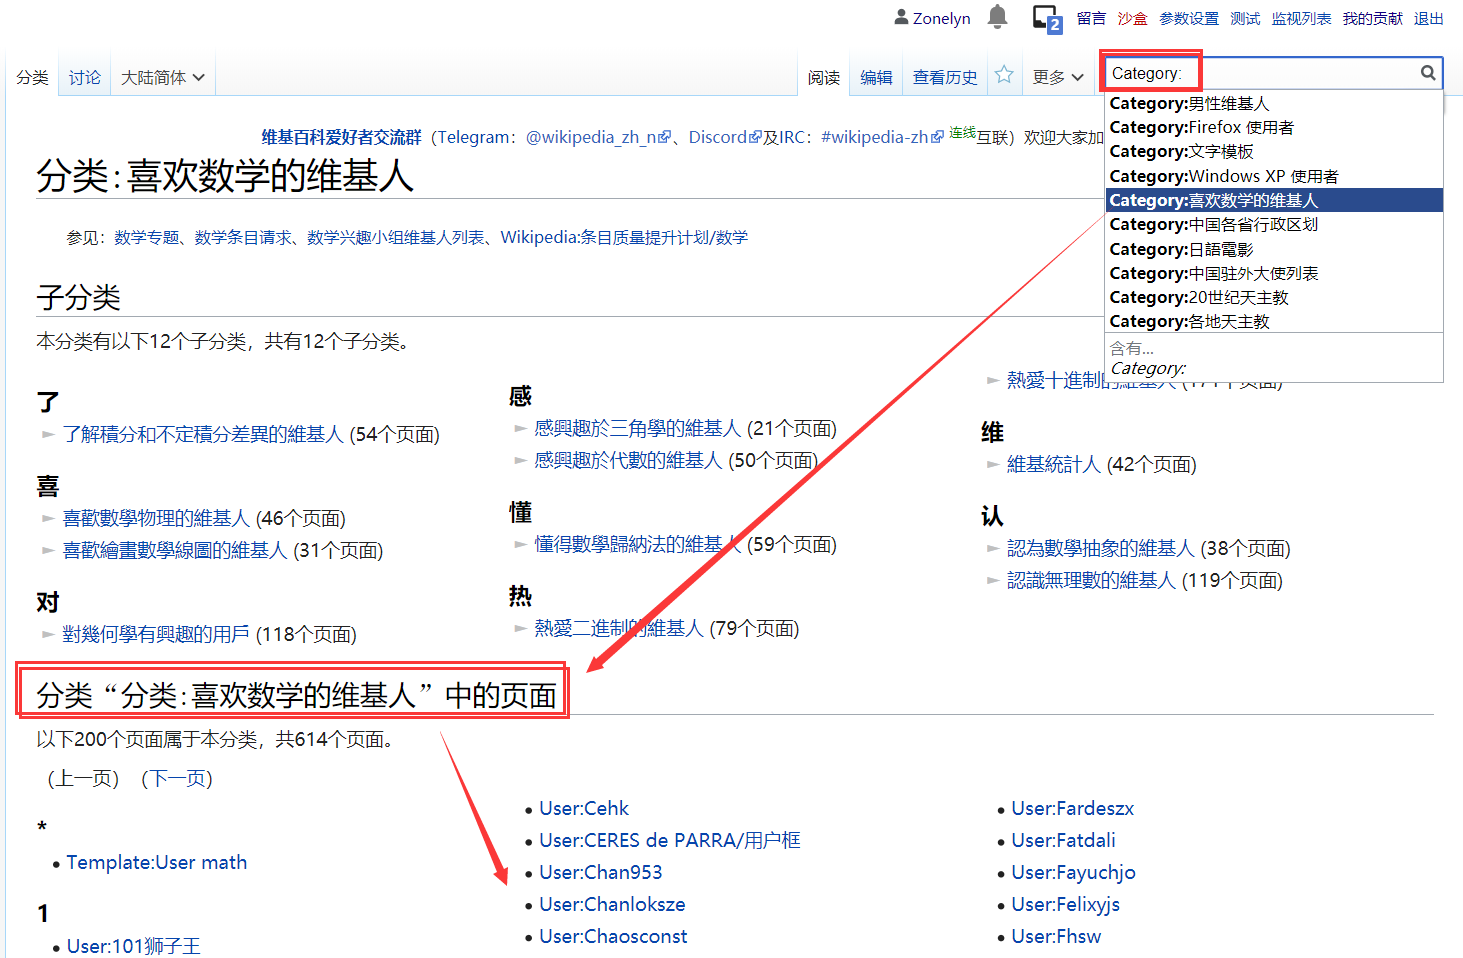 Zonelyn 2 留言 沙盒 参数设置 测试 监视列表 我的贡献 退出
分类 讨论 大陆简体 阅读 编辑 查看历史 更多 Category:
Category:男性维基人
Category:Firefox 使用者
Category:文字模板
Category:Windows XP 使用者
Category:喜欢数学的维基人
Category:中国各省行政区划
Category:日語電影
Category:中国驻外大使列表
Category:20世纪天主教
Category:各地天主教
含有...
Category:
维基百科爱好者交流群（Telegram：@wikipedia_zh_n、Discord及IRC：#wikipedia-zh 连线互联）欢迎大家加
分类:喜欢数学的维基人
参见：数学专题、数学条目请求、数学兴趣小组维基人列表、Wikipedia:条目质量提升计划/数学
子分类
本分类有以下12个子分类，共有12个子分类。
了
► 了解積分和不定積分差異的維基人 (54个页面)
喜
► 喜歡數學物理的維基人 (46个页面)
► 喜歡繪畫數學線圖的維基人 (31个页面)
对
► 對幾何學有興趣的用戶 (118个页面)
感
► 感興趣於三角學的維基人 (21个页面)
► 感興趣於代數的維基人 (50个页面)
懂
► 懂得數學歸納法的維基人 (59个页面)
热
► 熱愛二進制的維基人 (79个页面)
► 熱愛十進制的維基人 (171个页面)
维
► 維基統計人 (42个页面)
认
► 認為數學抽象的維基人 (38个页面)
► 認識無理數的維基人 (119个页面)
分类“分类:喜欢数学的维基人”中的页面
以下200个页面属于本分类，共614个页面。
（上一页）（下一页）
*
• Template:User math
1
• User:101狮子王
• User:Cehk
• User:CERES de PARRA/用户框
• User:Chan953
• User:Chanloksze
• User:Chaosconst
• User:Fardeszx
• User:Fatdali
• User:Fayuchjo
• User:Felixyjs
• User:Fhsw